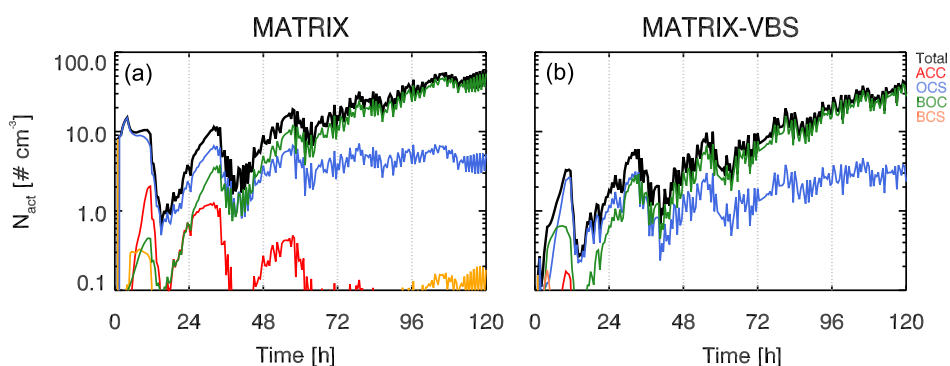 MATRIX
MATRIX-VBS
(a)
(b)
Total
ACC
OCS
BOC
BCS
N_act [# cm⁻³]
100.0
10.0
1.0
0.1
0 24 48 72 96 120
0 24 48 72 96 120
Time [h]
Time [h]